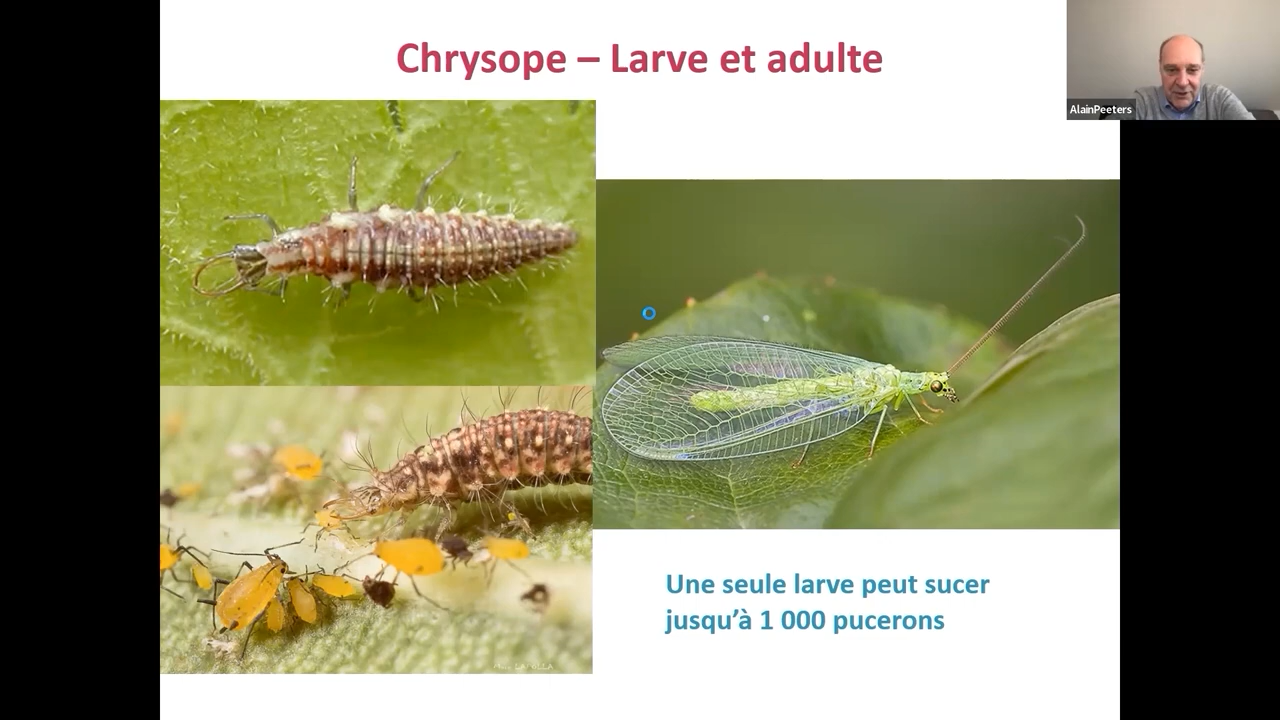 Chrysope – Larve et adulte
AlainPeeters
Une seule larve peut sucer
jusqu'à 1 000 pucerons